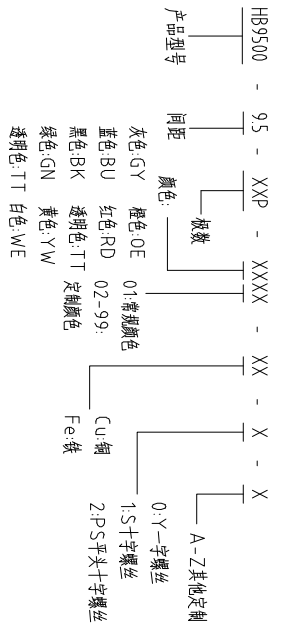 HB9500 - 9.5 - XXP - XXXX - XX - X - X
产品型号
间距
极数
颜色:
灰色:GY 橙色:OE
蓝色:BU 红色:RD
黑色:BK 透明色:TT
绿色:GN 黄色:YW
透明色:TT 白色:WE
01:常规颜色
02-99:
定制颜色
Cu:铜
Fe:铁
0:Y一字螺丝
1:S十字螺丝
2:PS平头十字螺丝
A-Z其他定制